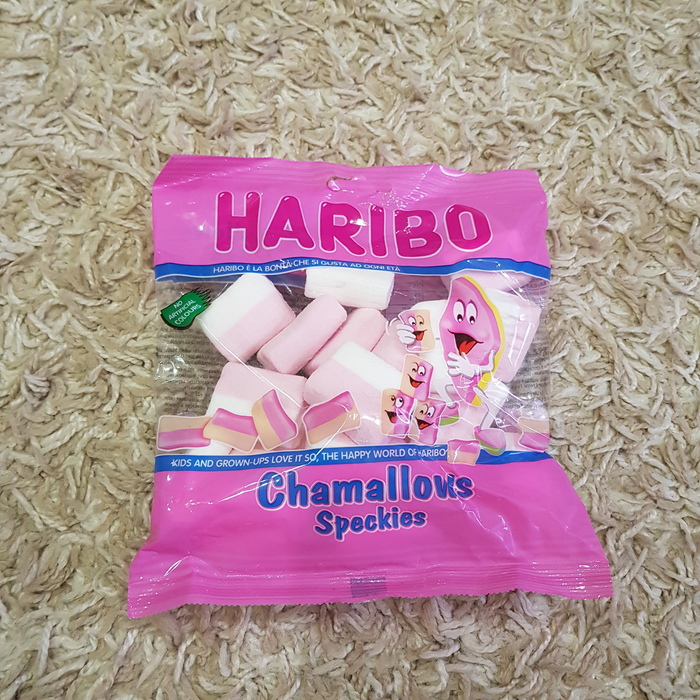 HARIBO
HARIBO È LA BONTÀ CHE SI GUSTA AD OGNI ETÀ
NO
ARTIFICIAL
COLOURS
KIDS AND GROWN-UPS LOVE IT SO, THE HAPPY WORLD OF HARIBO
Chamallows
Speckies